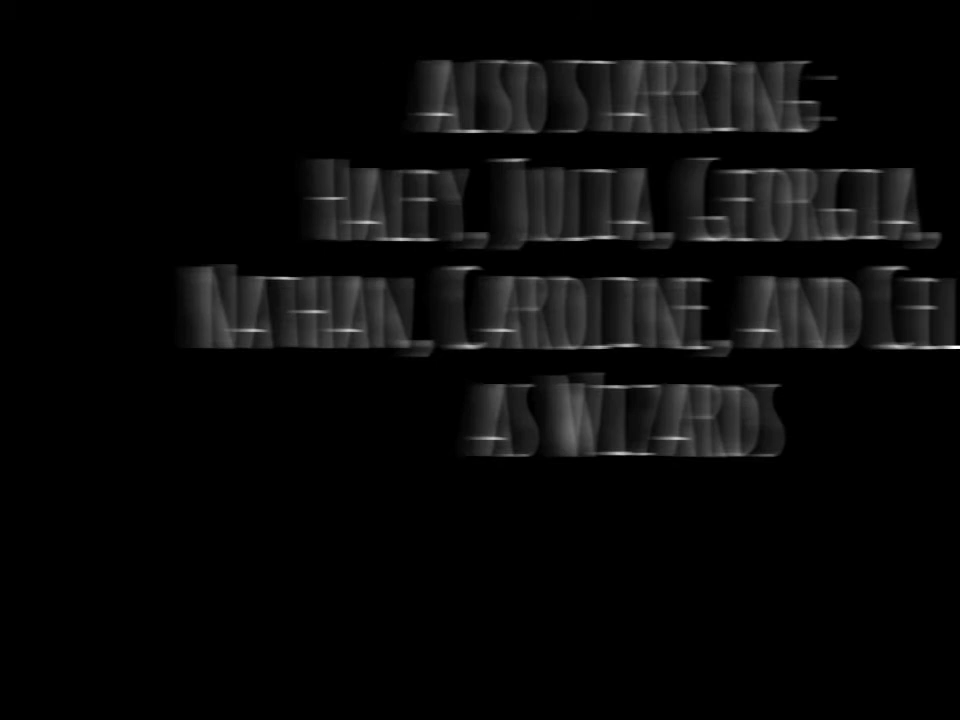 ALSO STARRING:
HALEY, JULIA, GEORGIA,
NATHAN, CAROLINE, AND
AS WIZARDS